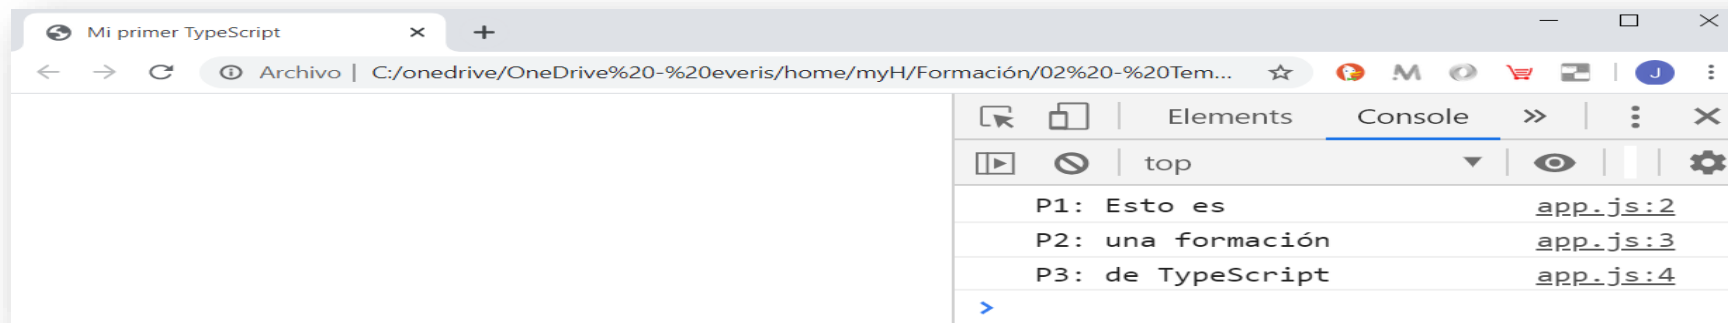 Mi primer TypeScript
Archivo | C:/onedrive/OneDrive%20-%20everis/home/myH/Formación/02%20-%20Tem...
M
J
Elements Console
top
P1: Esto es app.js:2
P2: una formación app.js:3
P3: de TypeScript app.js:4
>